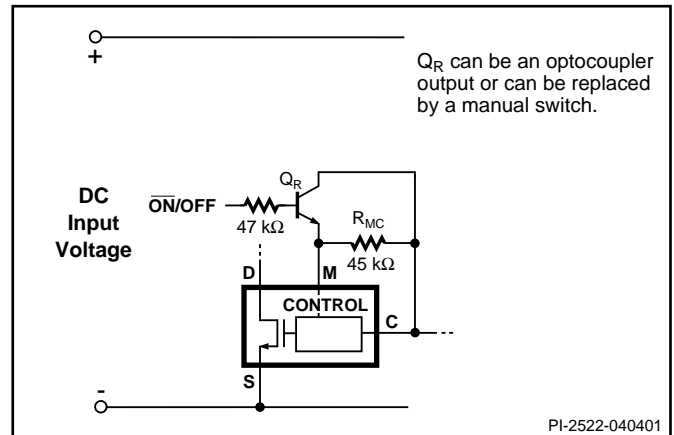 +
QR can be an optocoupler
output or can be replaced
by a manual switch.
QR
DC
Input
Voltage
ON/OFF
47 kΩ
RMC
45 kΩ
D
M
CONTROL
C
S
-
PI-2522-040401